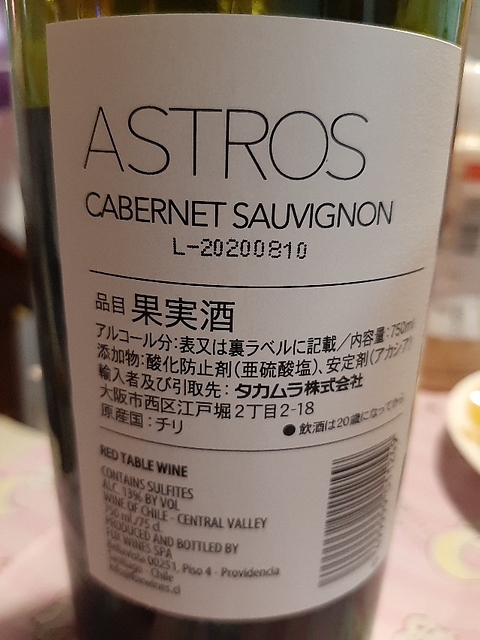 ASTROS
CABERNET SAUVIGNON
L-20200810
品目 果実酒
アルコール分:表又は裏ラベルに記載/内容量:750ml
添加物:酸化防止剤(亜硫酸塩)、安定剤(アカシア)
輸入者及び引取先:タカムラ株式会社
大阪市西区江戸堀2丁目2-18
原産国:チリ
●飲酒は20歳になってから
RED TABLE WINE
CONTAINS SULFITES
ALC. 13% BY VOL
WINE OF CHILE - CENTRAL VALLEY
750 ml/75 cl.
PRODUCED AND BOTTLED BY
WINES SPA
00251, Piso 4 - Providencia
Santiago - Chile